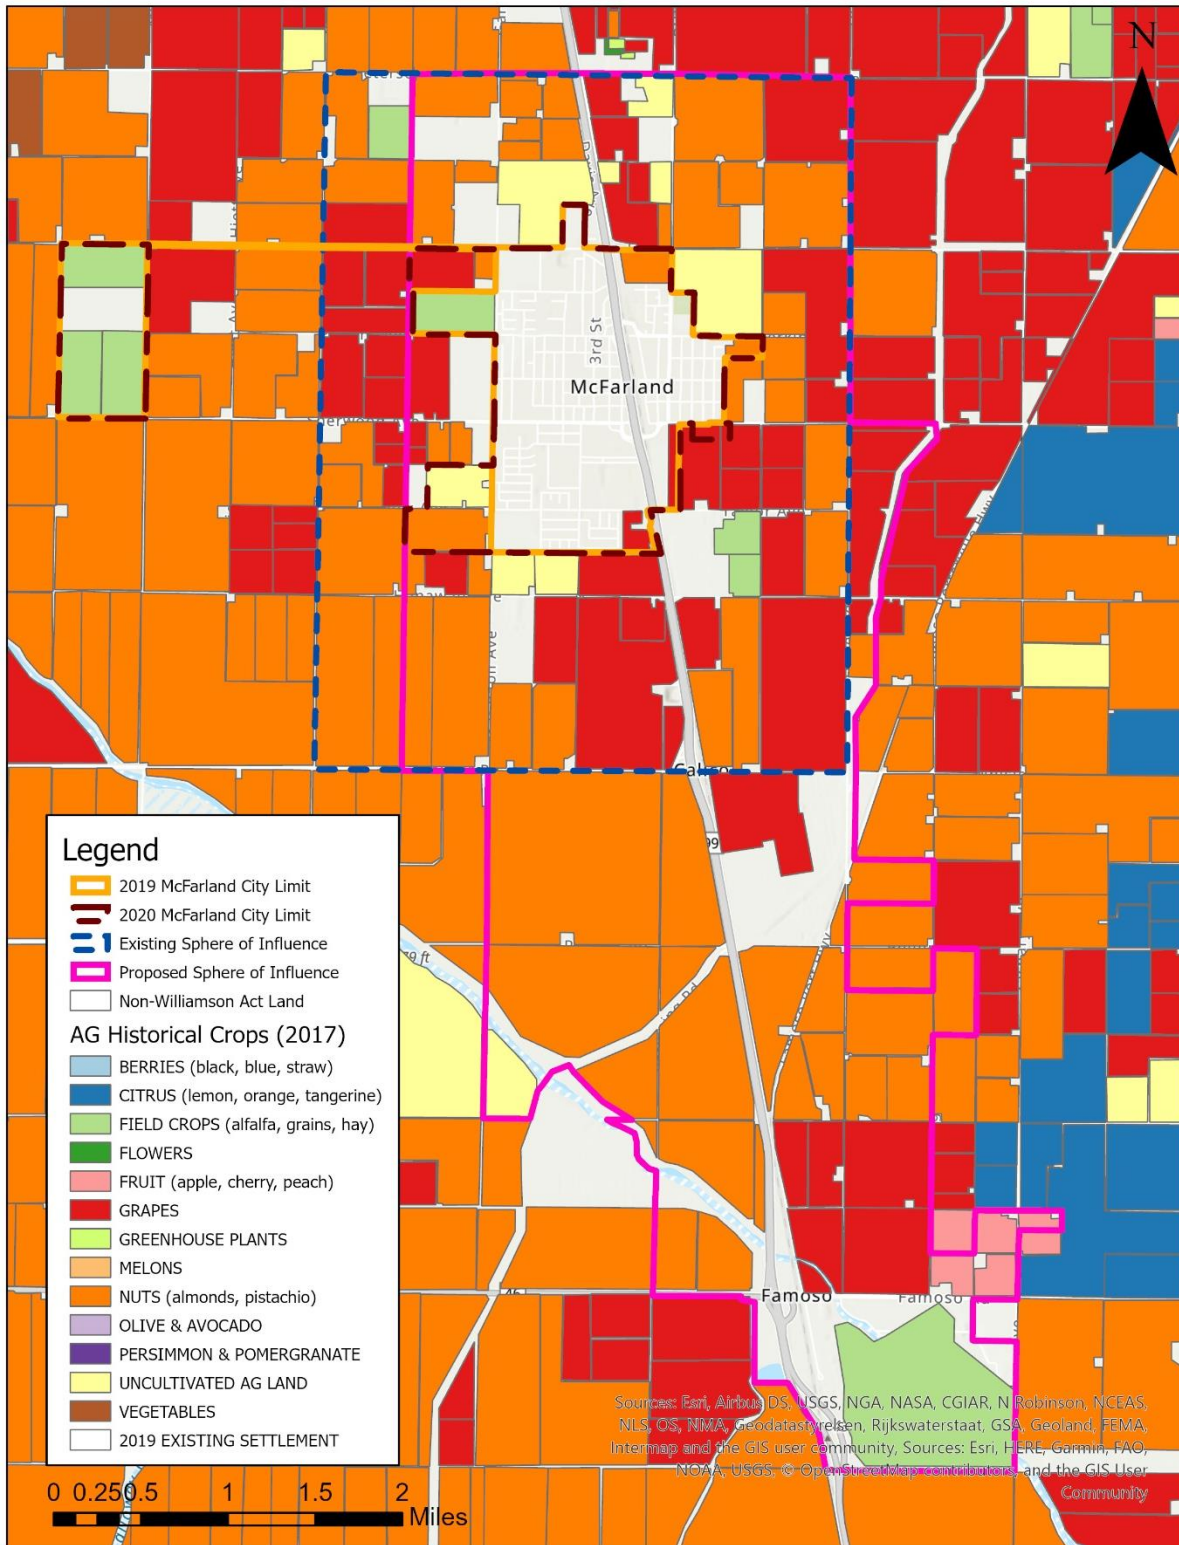 N
3rd St
McFarland
99
Famoso
Legend
2019 McFarland City Limit
2020 McFarland City Limit
Existing Sphere of Influence
Proposed Sphere of Influence
Non-Williamson Act Land
AG Historical Crops (2017)
BERRIES (black, blue, straw)
CITRUS (lemon, orange, tangerine)
FIELD CROPS (alfalfa, grains, hay)
FLOWERS
FRUIT (apple, cherry, peach)
GRAPES
GREENHOUSE PLANTS
MELONS
NUTS (almonds, pistachio)
OLIVE & AVOCADO
PERSIMMON & POMERGRANATE
UNCULTIVATED AG LAND
VEGETABLES
2019 EXISTING SETTLEMENT
Sources: Esri, Airbus DS, USGS, NGA, NASA, CGIAR, N Robinson, NCEAS,
NLS, OS, NMA, Geodatastyrelsen, Rijkswaterstaat, GSA, Geoland, FEMA,
Intermap and the GIS user community, Sources: Esri, HERE, Garmin, FAO,
NOAA, USGS, © OpenStreetMap contributors, and the GIS User
Community
0 0.25 0.5 1 1.5 2
Miles